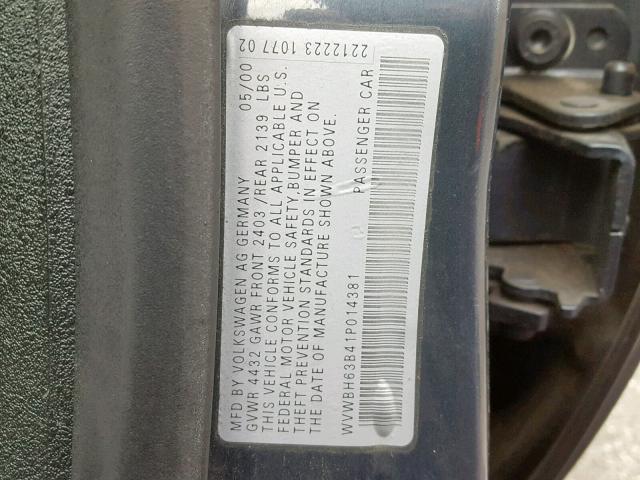 MFD BY VOLKSWAGEN AG GERMANY 05/00
GVWR 4432 GAWR FRONT 2403 /REAR 2139 LBS
THIS VEHICLE CONFORMS TO ALL APPLICABLE U.S.
FEDERAL MOTOR VEHICLE SAFETY,BUMPER AND
THEFT PREVENTION STANDARDS IN EFFECT ON
THE DATE OF MANUFACTURE SHOWN ABOVE.
WVWBH63B41P014381 PASSENGER CAR
2212223 1077 02